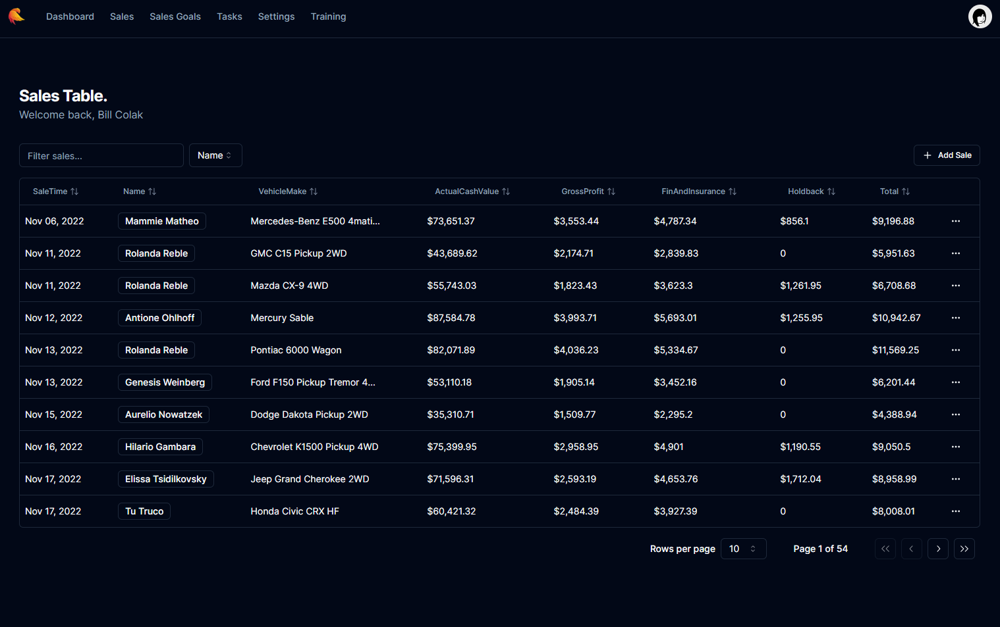 Dashboard Sales Sales Goals Tasks Settings Training
Sales Table.
Welcome back, Bill Colak
Filter sales... Name + Add Sale
SaleTime Name VehicleMake ActualCashValue GrossProfit FinAndInsurance Holdback Total
Nov 06, 2022 Mammie Matheo Mercedes-Benz E500 4mati... $73,651.37 $3,553.44 $4,787.34 $856.1 $9,196.88
Nov 11, 2022 Rolanda Reble GMC C15 Pickup 2WD $43,689.62 $2,174.71 $2,839.83 0 $5,951.63
Nov 11, 2022 Rolanda Reble Mazda CX-9 4WD $55,743.03 $1,823.43 $3,623.3 $1,261.95 $6,708.68
Nov 12, 2022 Antione Ohlhoff Mercury Sable $87,584.78 $3,993.71 $5,693.01 $1,255.95 $10,942.67
Nov 13, 2022 Rolanda Reble Pontiac 6000 Wagon $82,071.89 $4,036.23 $5,334.67 0 $11,569.25
Nov 13, 2022 Genesis Weinberg Ford F150 Pickup Tremor 4... $53,110.18 $1,905.14 $3,452.16 0 $6,201.44
Nov 15, 2022 Aurelio Nowatzek Dodge Dakota Pickup 2WD $35,310.71 $1,509.77 $2,295.2 0 $4,388.94
Nov 16, 2022 Hilario Gambara Chevrolet K1500 Pickup 4WD $75,399.95 $2,958.95 $4,901 $1,190.55 $9,050.5
Nov 17, 2022 Elissa Tsidilkovsky Jeep Grand Cherokee 2WD $71,596.31 $2,593.19 $4,653.76 $1,712.04 $8,958.99
Nov 17, 2022 Tu Truco Honda Civic CRX HF $60,421.32 $2,484.39 $3,927.39 0 $8,008.01
Rows per page 10 Page 1 of 54